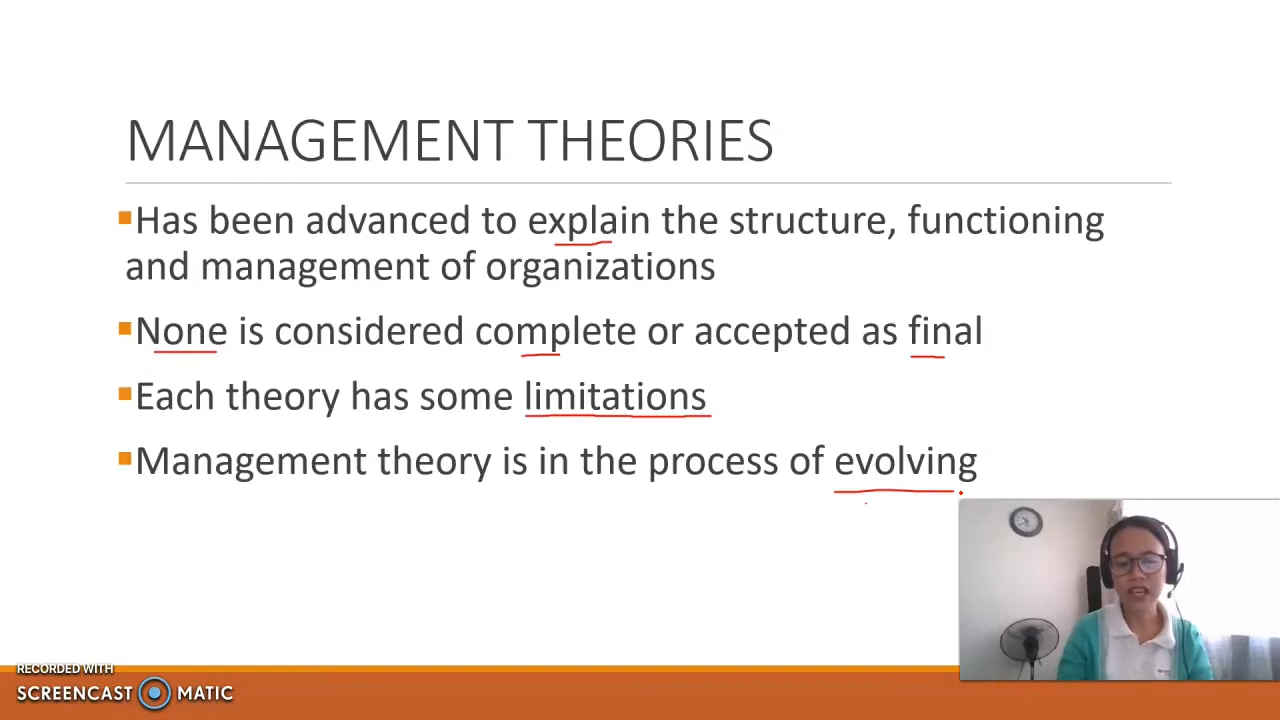 MANAGEMENT THEORIES
Has been advanced to explain the structure, functioning
and management of organizations
None is considered complete or accepted as final
Each theory has some limitations
Management theory is in the process of evolving
RECORDED WITH
SCREENCAST MATIC